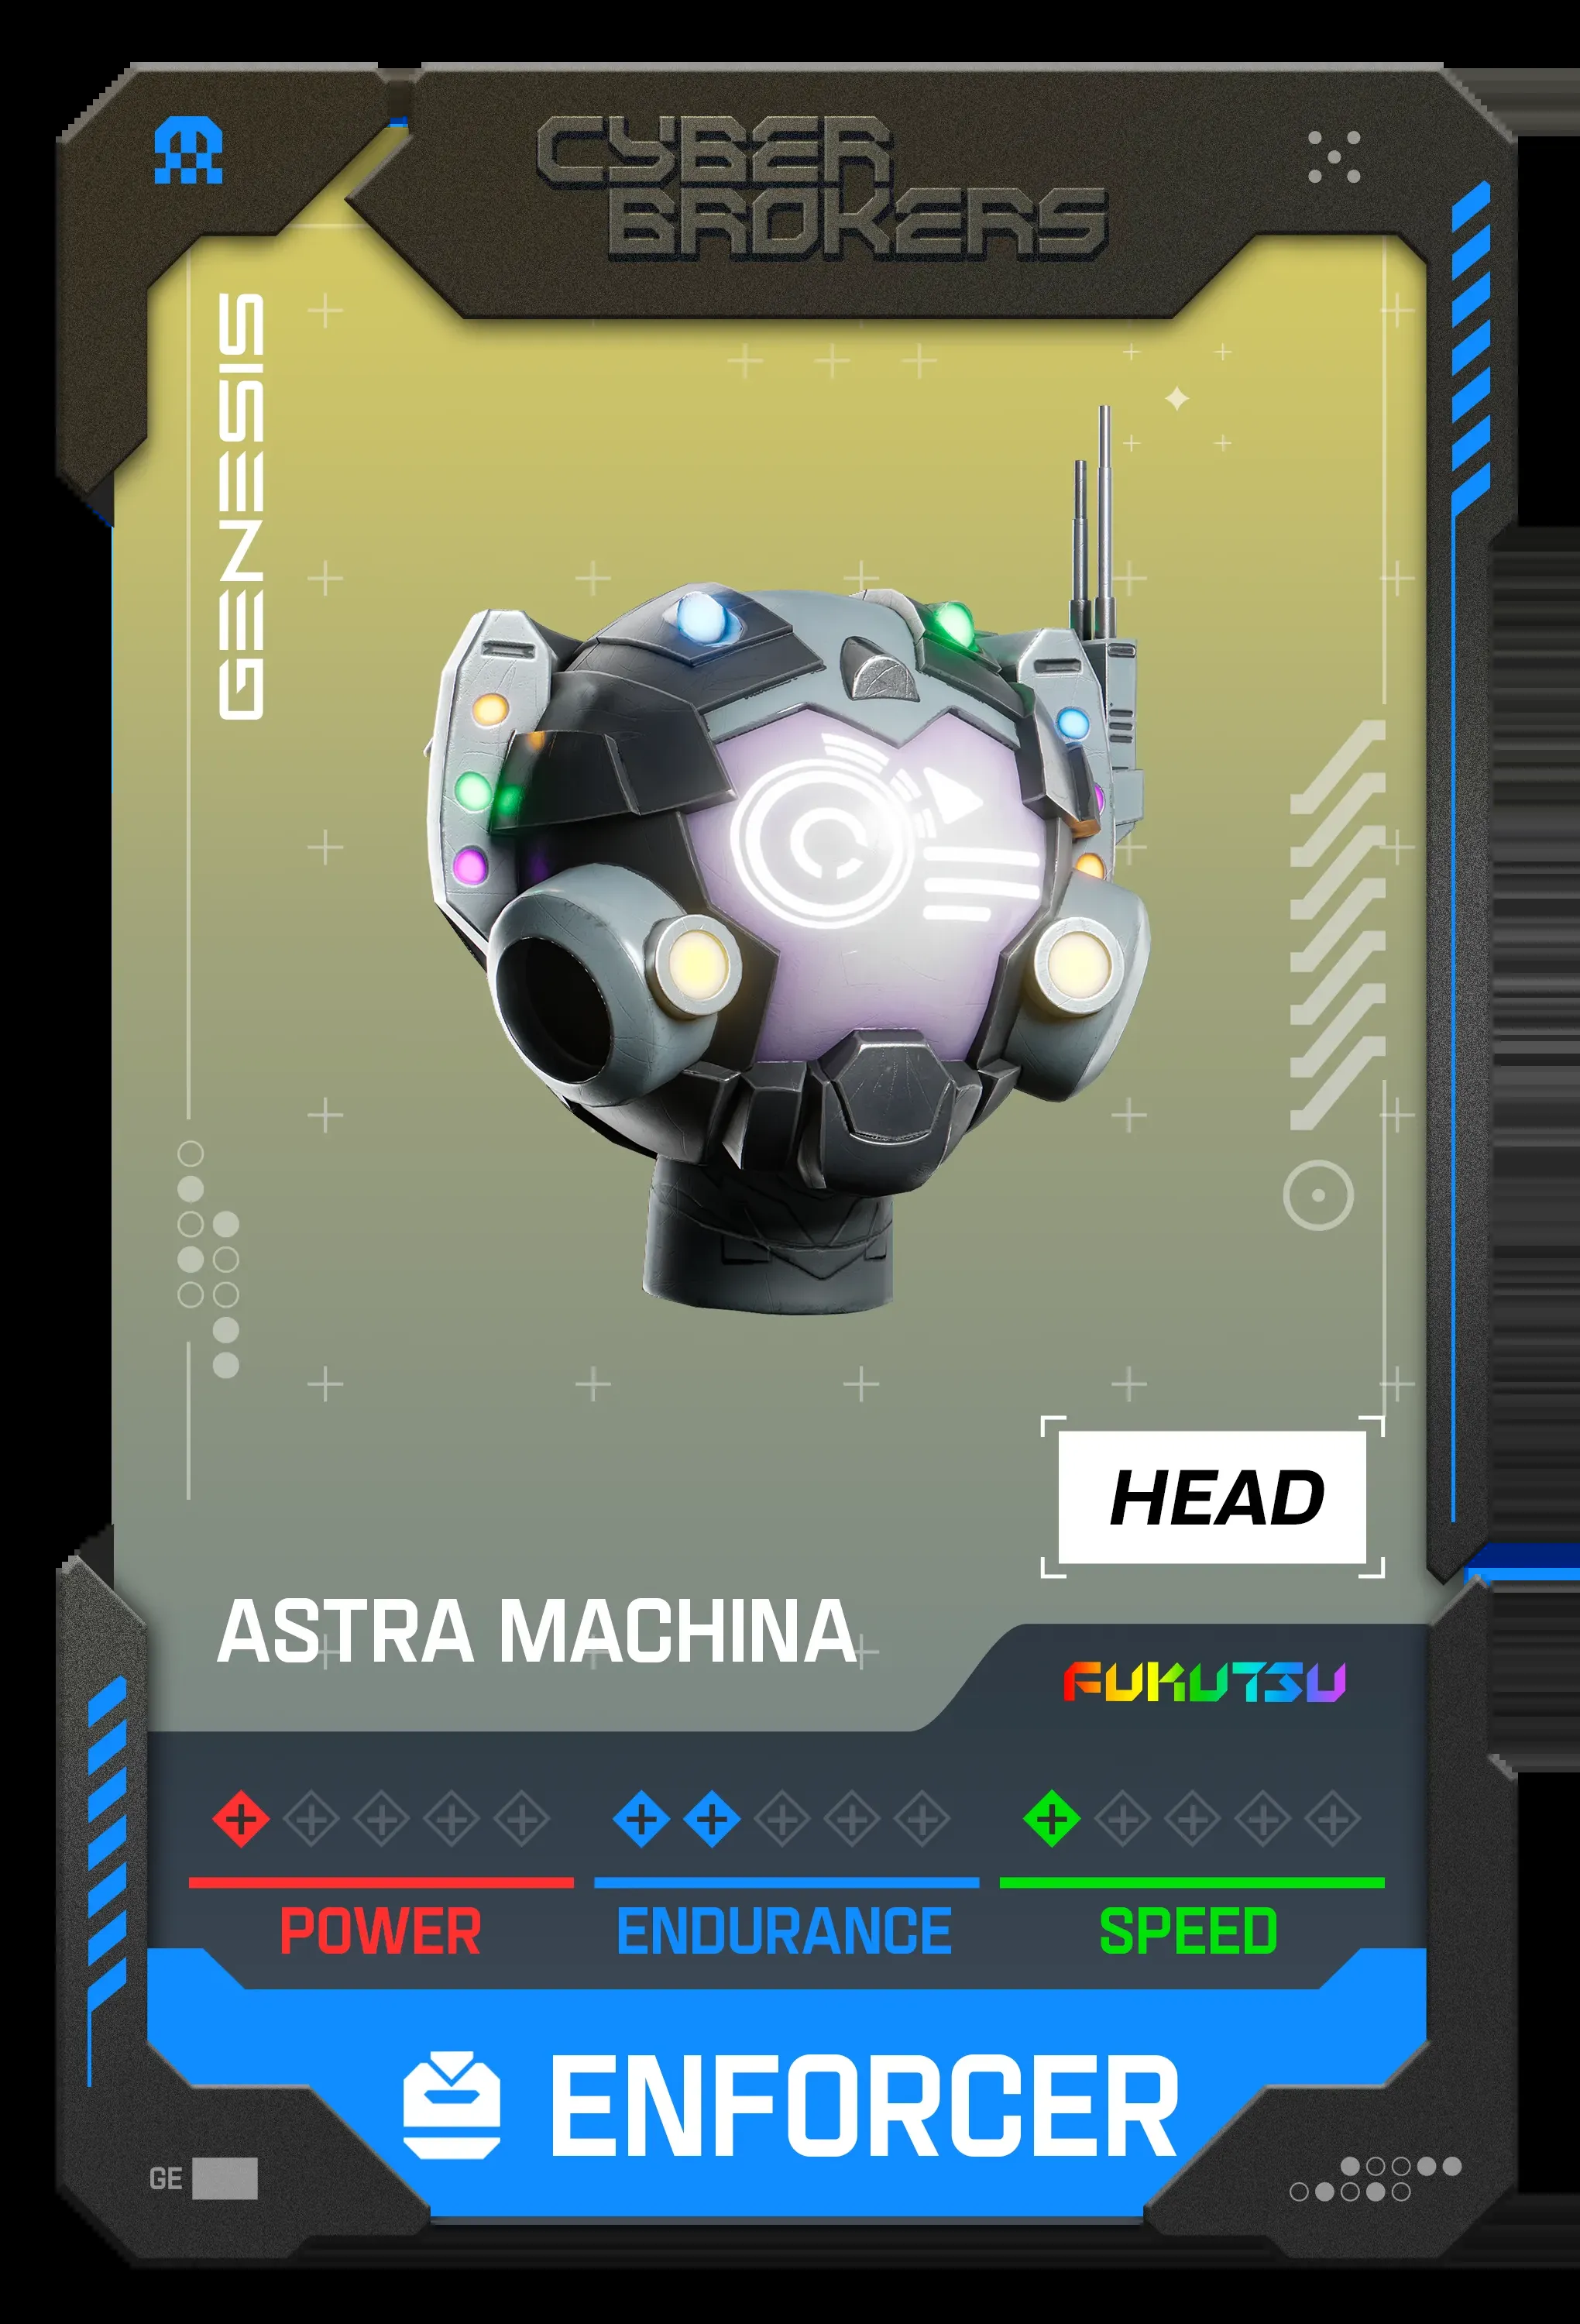 CYBER
BROKERS
GENESIS
HEAD
ASTRA MACHINA
FUKUTSU
POWER
ENDURANCE
SPEED
ENFORCER
GE